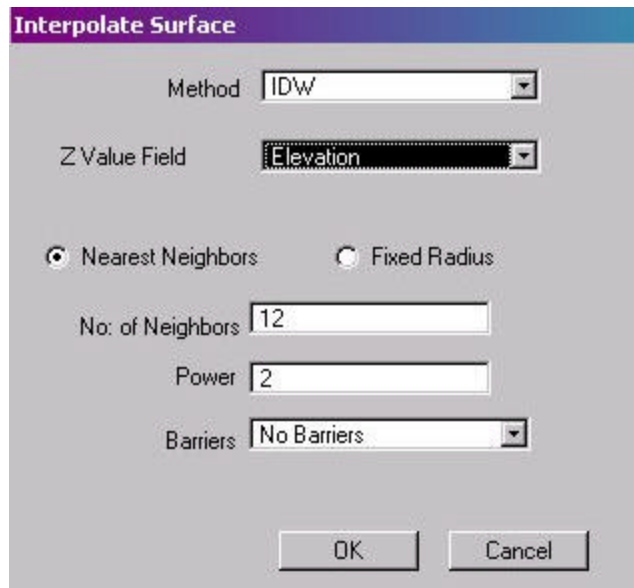 Interpolate Surface
Method IDW
Z Value Field Elevation
Nearest Neighbors Fixed Radius
No: of Neighbors 12
Power 2
Barriers No Barriers
OK Cancel